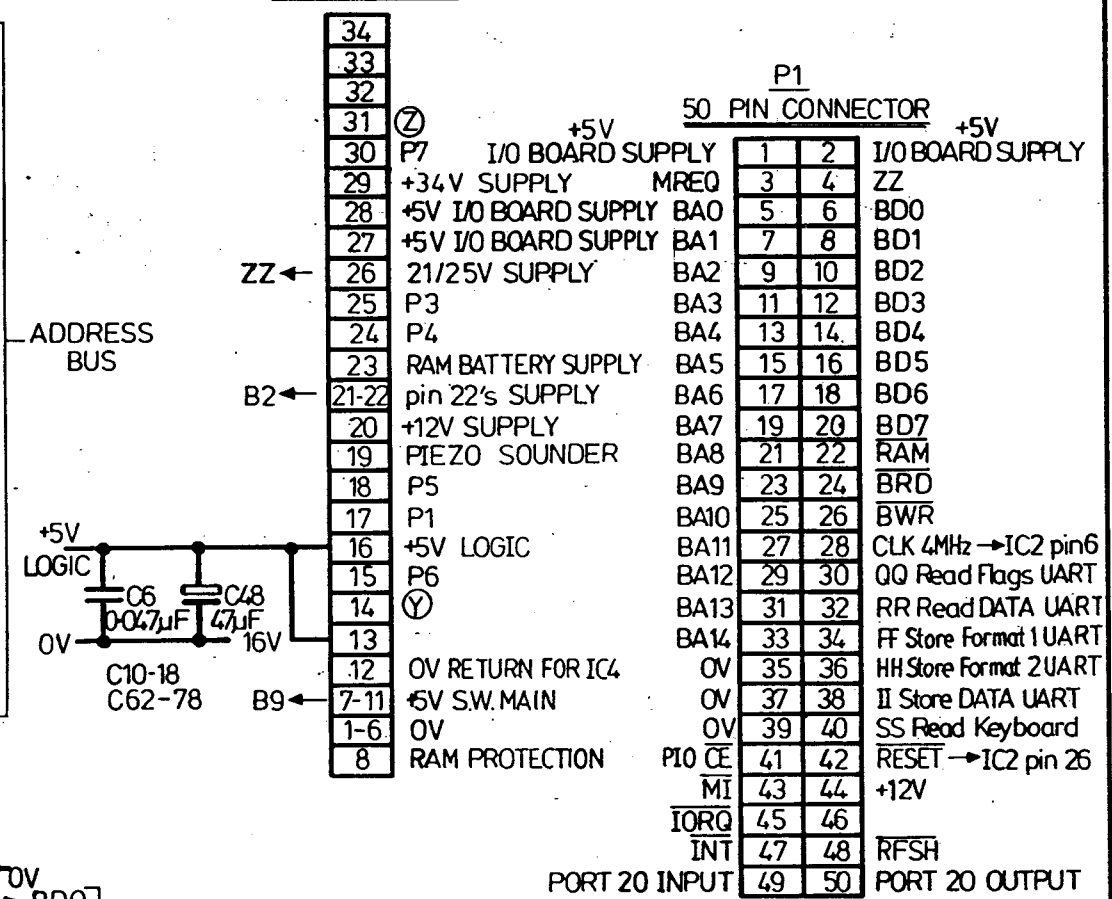 34
33
32
31 Ⓩ
P1
50 PIN CONNECTOR
+5V +5V
30 P7 I/O BOARD SUPPLY 1 2 I/O BOARD SUPPLY
29 +34V SUPPLY MREQ 3 4 ZZ
28 +5V I/O BOARD SUPPLY BA0 5 6 BD0
27 +5V I/O BOARD SUPPLY BA1 7 8 BD1
ZZ← 26 21/25V SUPPLY BA2 9 10 BD2
25 P3 BA3 11 12 BD3
ADDRESS 24 P4 BA4 13 14 BD4
BUS 23 RAM BATTERY SUPPLY BA5 15 16 BD5
B2← 21-22 pin 22's SUPPLY BA6 17 18 BD6
20 +12V SUPPLY BA7 19 20 BD7
19 PIEZO SOUNDER BA8 21 22 R̅A̅M̅
18 P5 BA9 23 24 B̅R̅D̅
17 P1 BA10 25 26 B̅W̅R̅
+5V LOGIC 16 +5V LOGIC BA11 27 28 CLK 4MHz →IC2 pin6
15 P6 BA12 29 30 QQ Read Flags UART
C6 0·047µF C48 47µF 16V
14 Ⓨ BA13 31 32 RR Read DATA UART
0V 13 BA14 33 34 FF Store Format 1 UART
C10-18 12 0V RETURN FOR IC4 0V 35 36 HH Store Format 2 UART
C62-78 B9← 7-11 +5V S.W. MAIN 0V 37 38 II Store DATA UART
1-6 0V 0V 39 40 SS Read Keyboard
8 RAM PROTECTION PIO C̅E̅ 41 42 R̅E̅S̅E̅T̅ →IC2 pin 26
M̅I̅ 43 44 +12V
I̅O̅R̅Q̅ 45 46
I̅N̅T̅ 47 48 R̅F̅S̅H̅
PORT 20 INPUT 49 50 PORT 20 OUTPUT
0V